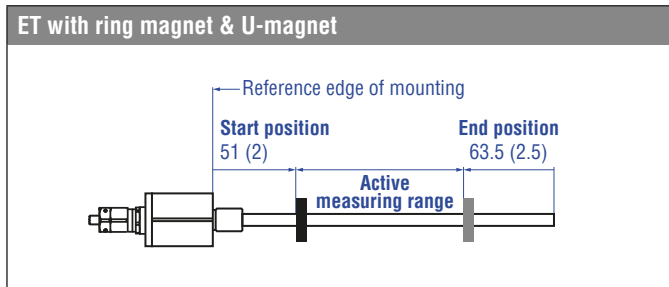 ET with ring magnet & U-magnet
Reference edge of mounting
Start position
51 (2)
End position
63.5 (2.5)
Active
measuring range